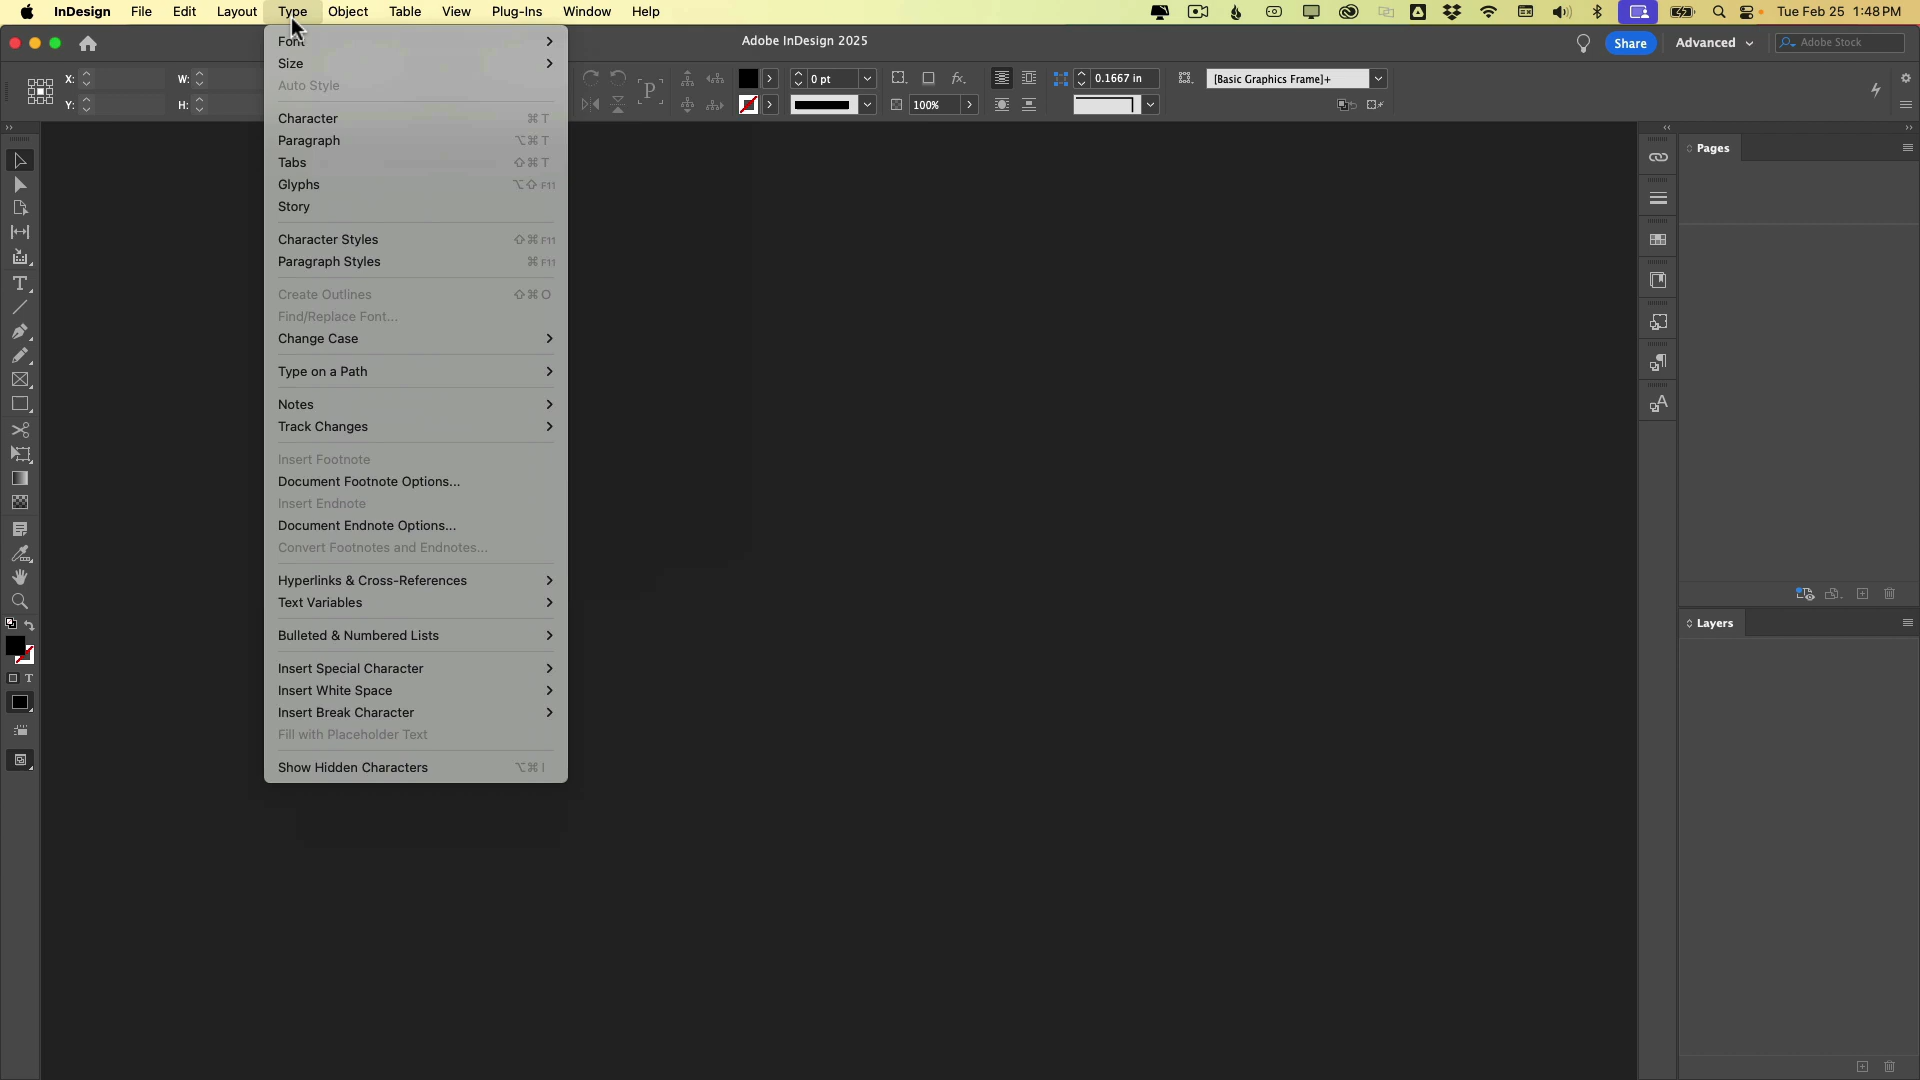 InDesign File Edit Layout Type Object Table View Plug-Ins Window Help Tue Feb 25 1:48 PM
Adobe InDesign 2025
Share
Advanced
Adobe Stock
X:
W:
0 pt
0.1667 in
[Basic Graphics Frame]+
Y:
H:
P
100%
fx.
Font
Size
Auto Style
Character ⌘ T
Paragraph ⌥⌘ T
Tabs ⇧⌘ T
Glyphs ⌥⇧ F11
Story
Character Styles ⇧⌘ F11
Paragraph Styles ⌘ F11
Create Outlines ⇧⌘ O
Find/Replace Font...
Change Case
Type on a Path
Notes
Track Changes
Insert Footnote
Document Footnote Options...
Insert Endnote
Document Endnote Options...
Convert Footnotes and Endnotes...
Hyperlinks & Cross-References
Text Variables
Bulleted & Numbered Lists
Insert Special Character
Insert White Space
Insert Break Character
Fill with Placeholder Text
Show Hidden Characters ⌥⌘ I
Pages
Layers